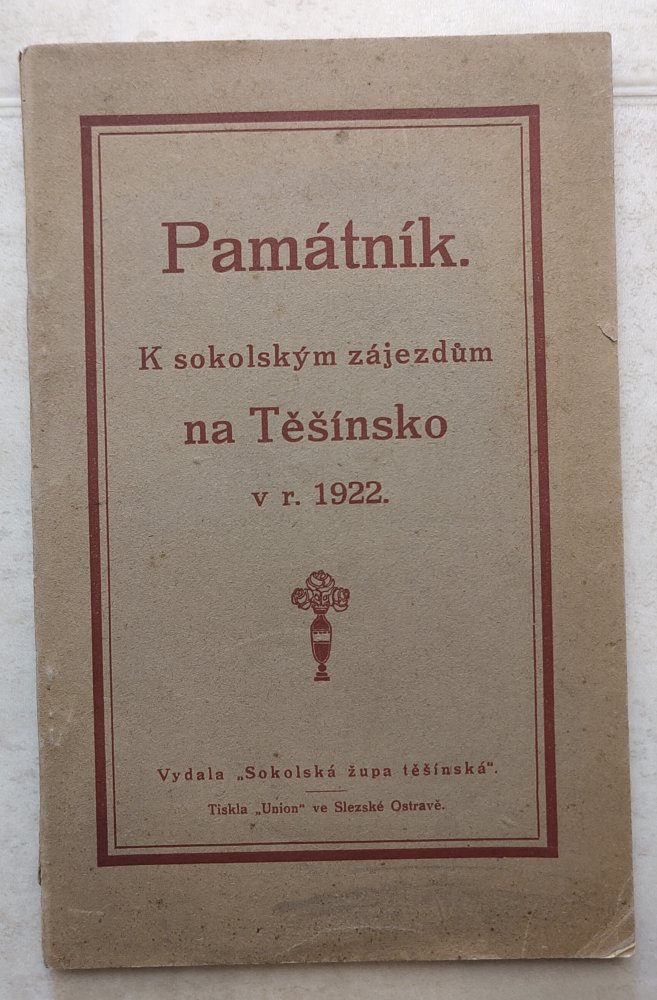 Památník.
K sokolským zájezdům
na Těšínsko
v r. 1922.
Vydala „Sokolská župa těšínská“.
Tiskla „Union“ ve Slezské Ostravě.